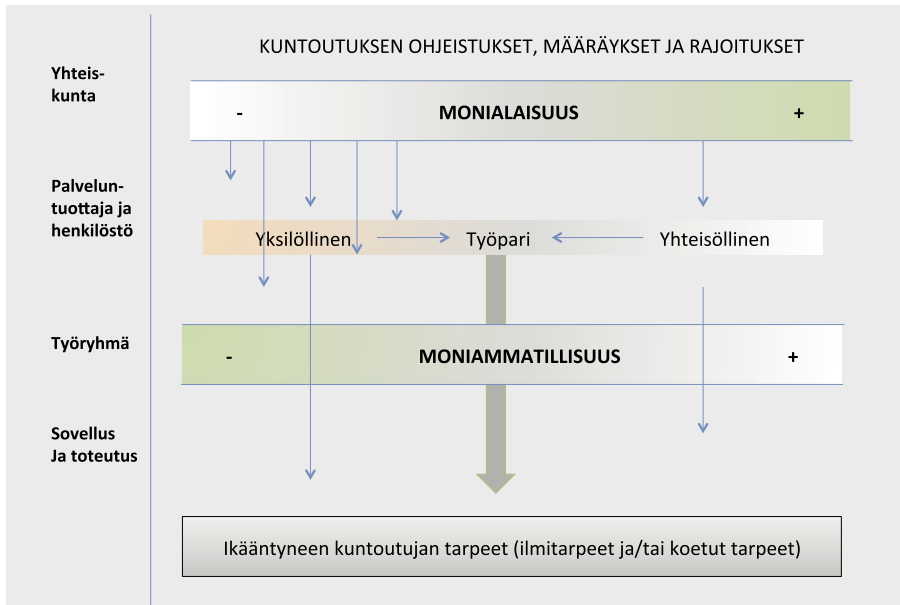 KUNTOUTUKSEN OHJEISTUKSET, MÄÄRÄYKSET JA RAJOITUKSET
Yhteis-
kunta
- MONIALAISUUS +
Palvelun-
tuottaja ja
henkilöstö
Yksilöllinen Työpari Yhteisöllinen
Työryhmä
- MONIAMMATILLISUUS +
Sovellus
Ja toteutus
Ikääntyneen kuntoutujan tarpeet (ilmitarpeet ja/tai koetut tarpeet)